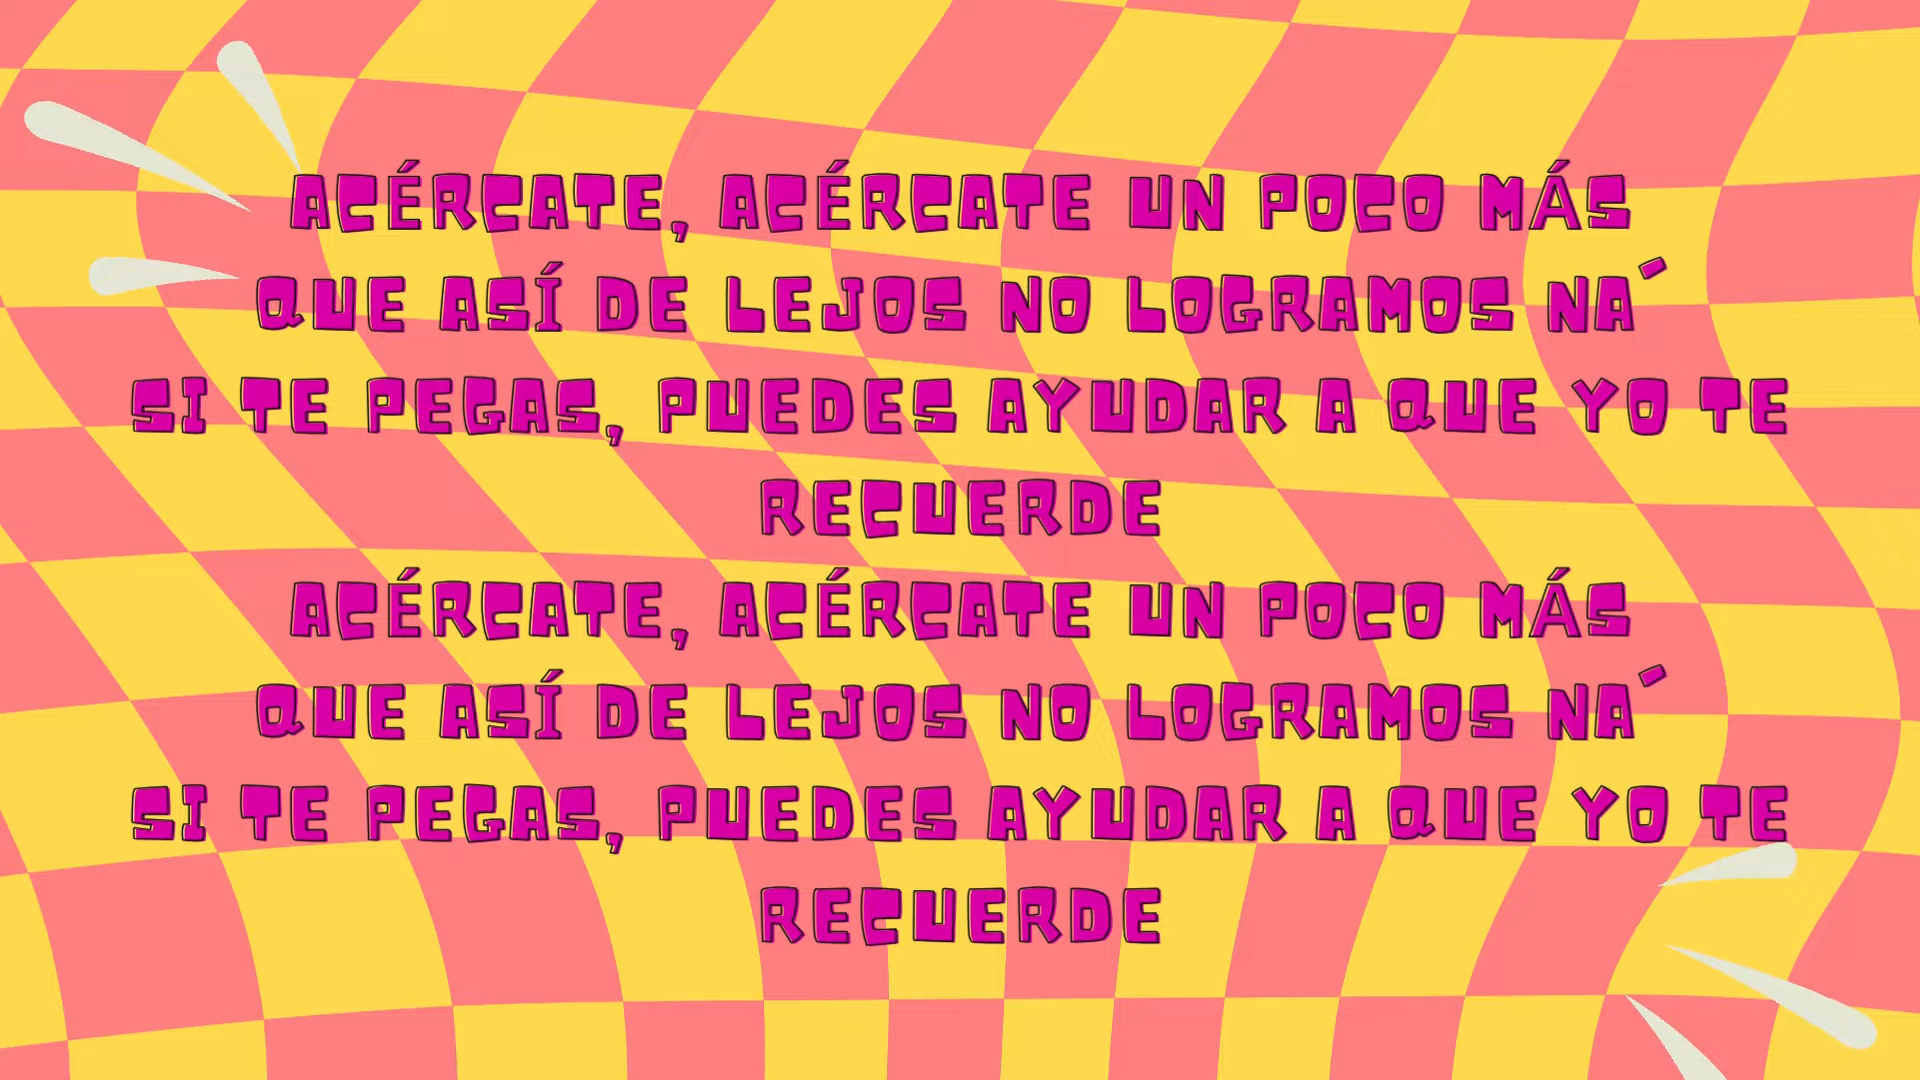 ACÉRCATE, ACÉRCATE UN POCO MÁS
QUE ASÍ DE LEJOS NO LOGRAMOS NA´
SI TE PEGAS, PUEDES AYUDAR A QUE YO TE
RECUERDE
ACÉRCATE, ACÉRCATE UN POCO MÁS
QUE ASÍ DE LEJOS NO LOGRAMOS NA´
SI TE PEGAS, PUEDES AYUDAR A QUE YO TE
RECUERDE